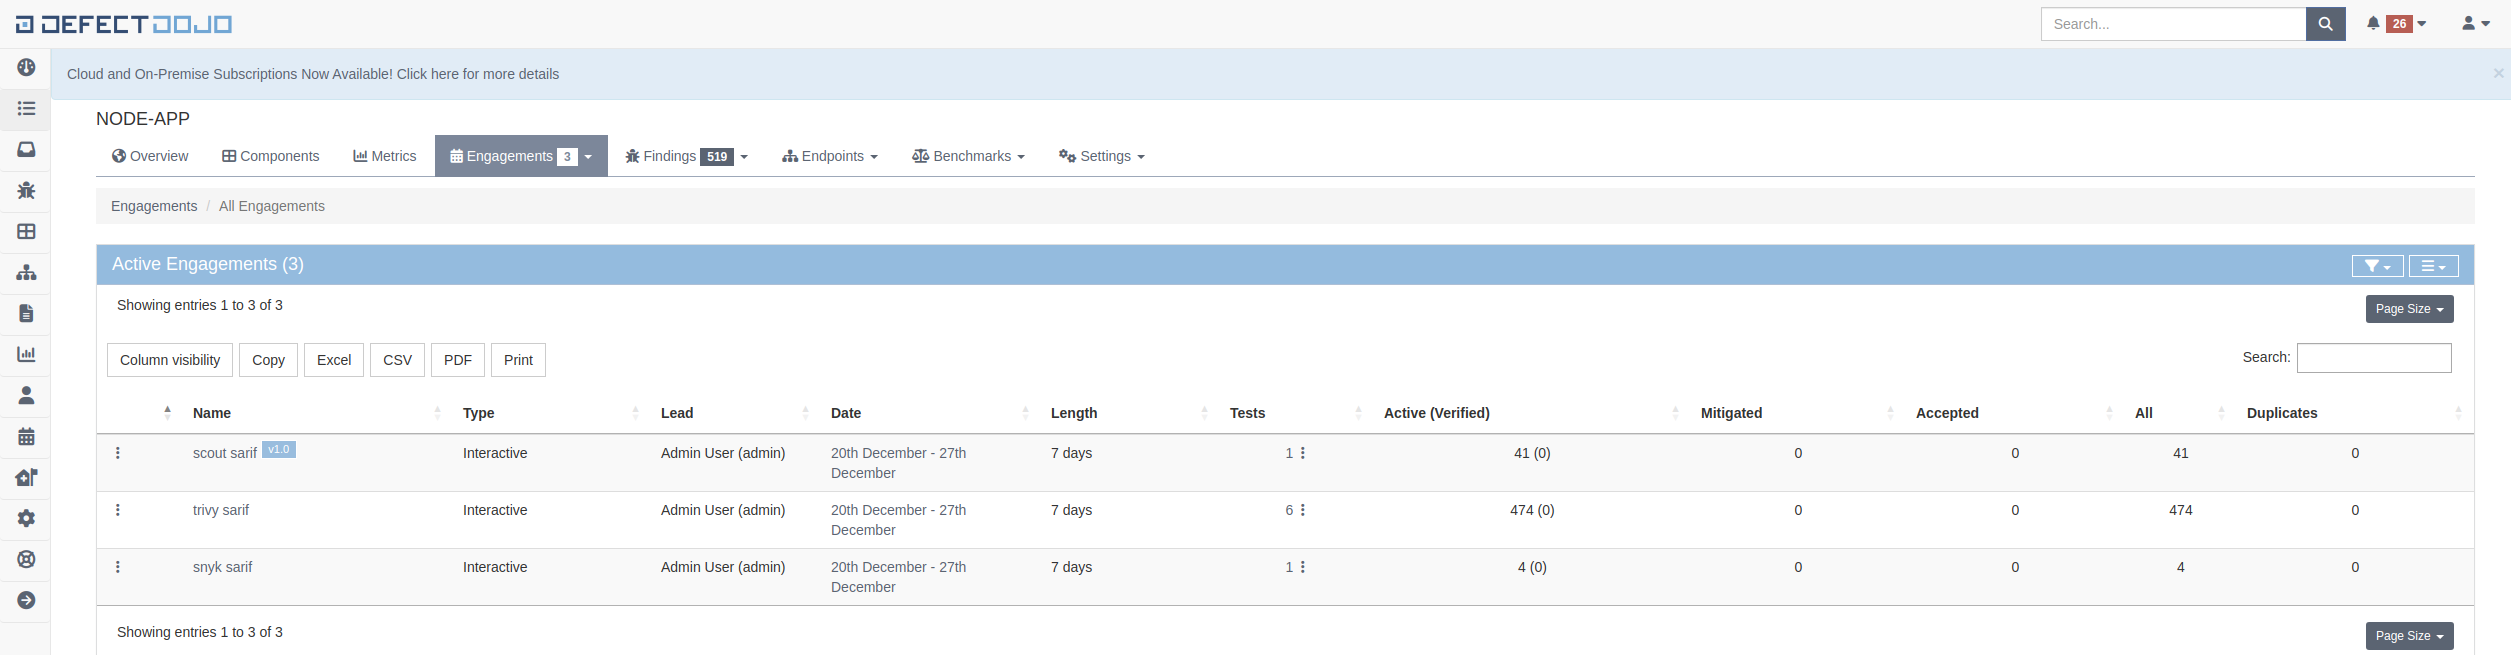 DEFECTDOJO
Search...
26
Cloud and On-Premise Subscriptions Now Available! Click here for more details
×
NODE-APP
Overview Components Metrics Engagements 3 Findings 519 Endpoints Benchmarks Settings
Engagements / All Engagements
Active Engagements (3)
Showing entries 1 to 3 of 3
Page Size
Column visibility Copy Excel CSV PDF Print
Search:
Name Type Lead Date Length Tests Active (Verified) Mitigated Accepted All Duplicates
scout sarif v1.0 Interactive Admin User (admin) 20th December - 27th 7 days 1 41 (0) 0 0 41 0
December
trivy sarif Interactive Admin User (admin) 20th December - 27th 7 days 6 474 (0) 0 0 474 0
December
snyk sarif Interactive Admin User (admin) 20th December - 27th 7 days 1 4 (0) 0 0 4 0
December
Showing entries 1 to 3 of 3
Page Size